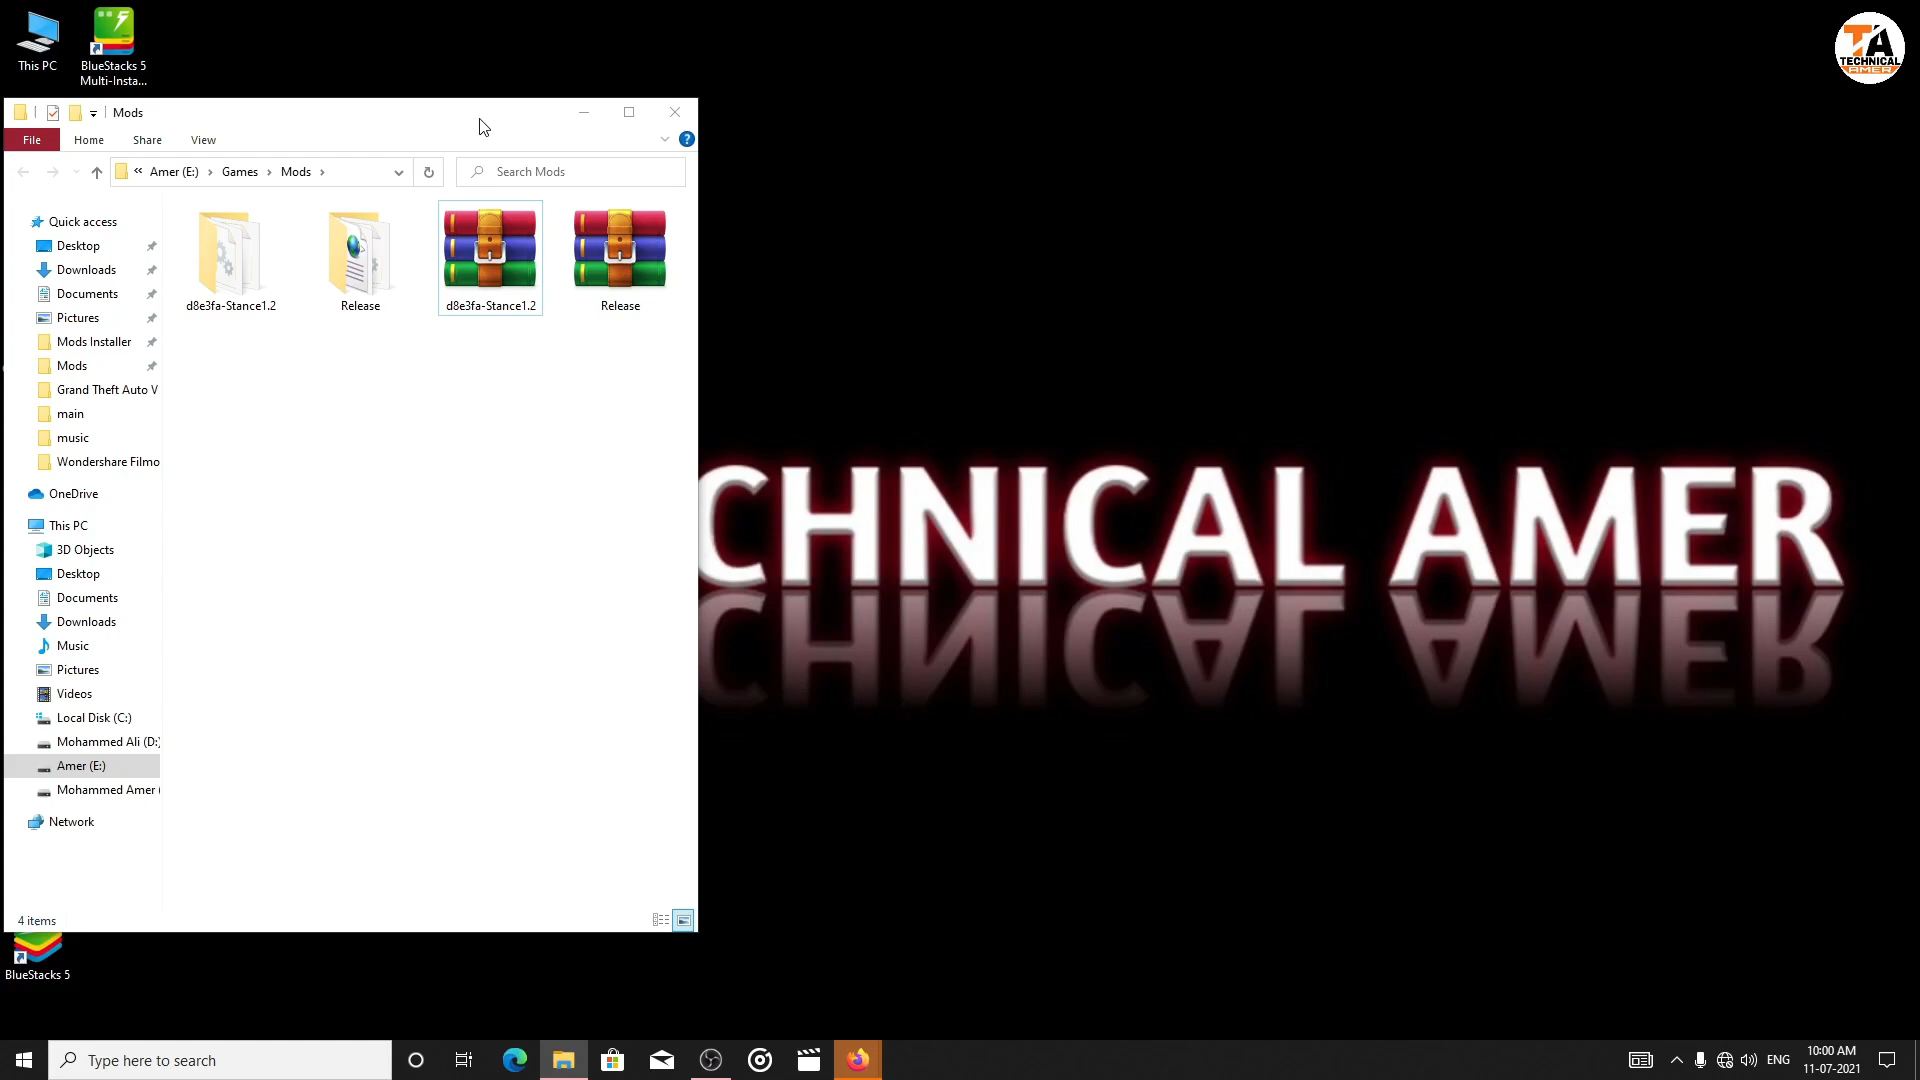 This PC
BlueStacks 5
Multi-Insta...
TA
TECHNICAL
AMER
Mods
File
Home
Share
View
?
« Amer (E:) › Games › Mods ›
Search Mods
Quick access
Desktop
Downloads
Documents
Pictures
Mods Installer
Mods
Grand Theft Auto V
main
music
Wondershare Filmo
OneDrive
This PC
3D Objects
Desktop
Documents
Downloads
Music
Pictures
Videos
Local Disk (C:)
Mohammed Ali (D:)
Amer (E:)
Mohammed Amer (
Network
d8e3fa-Stance1.2
Release
d8e3fa-Stance1.2
Release
4 items
CHNICAL AMER
BlueStacks 5
Type here to search
ENG
10:00 AM
11-07-2021